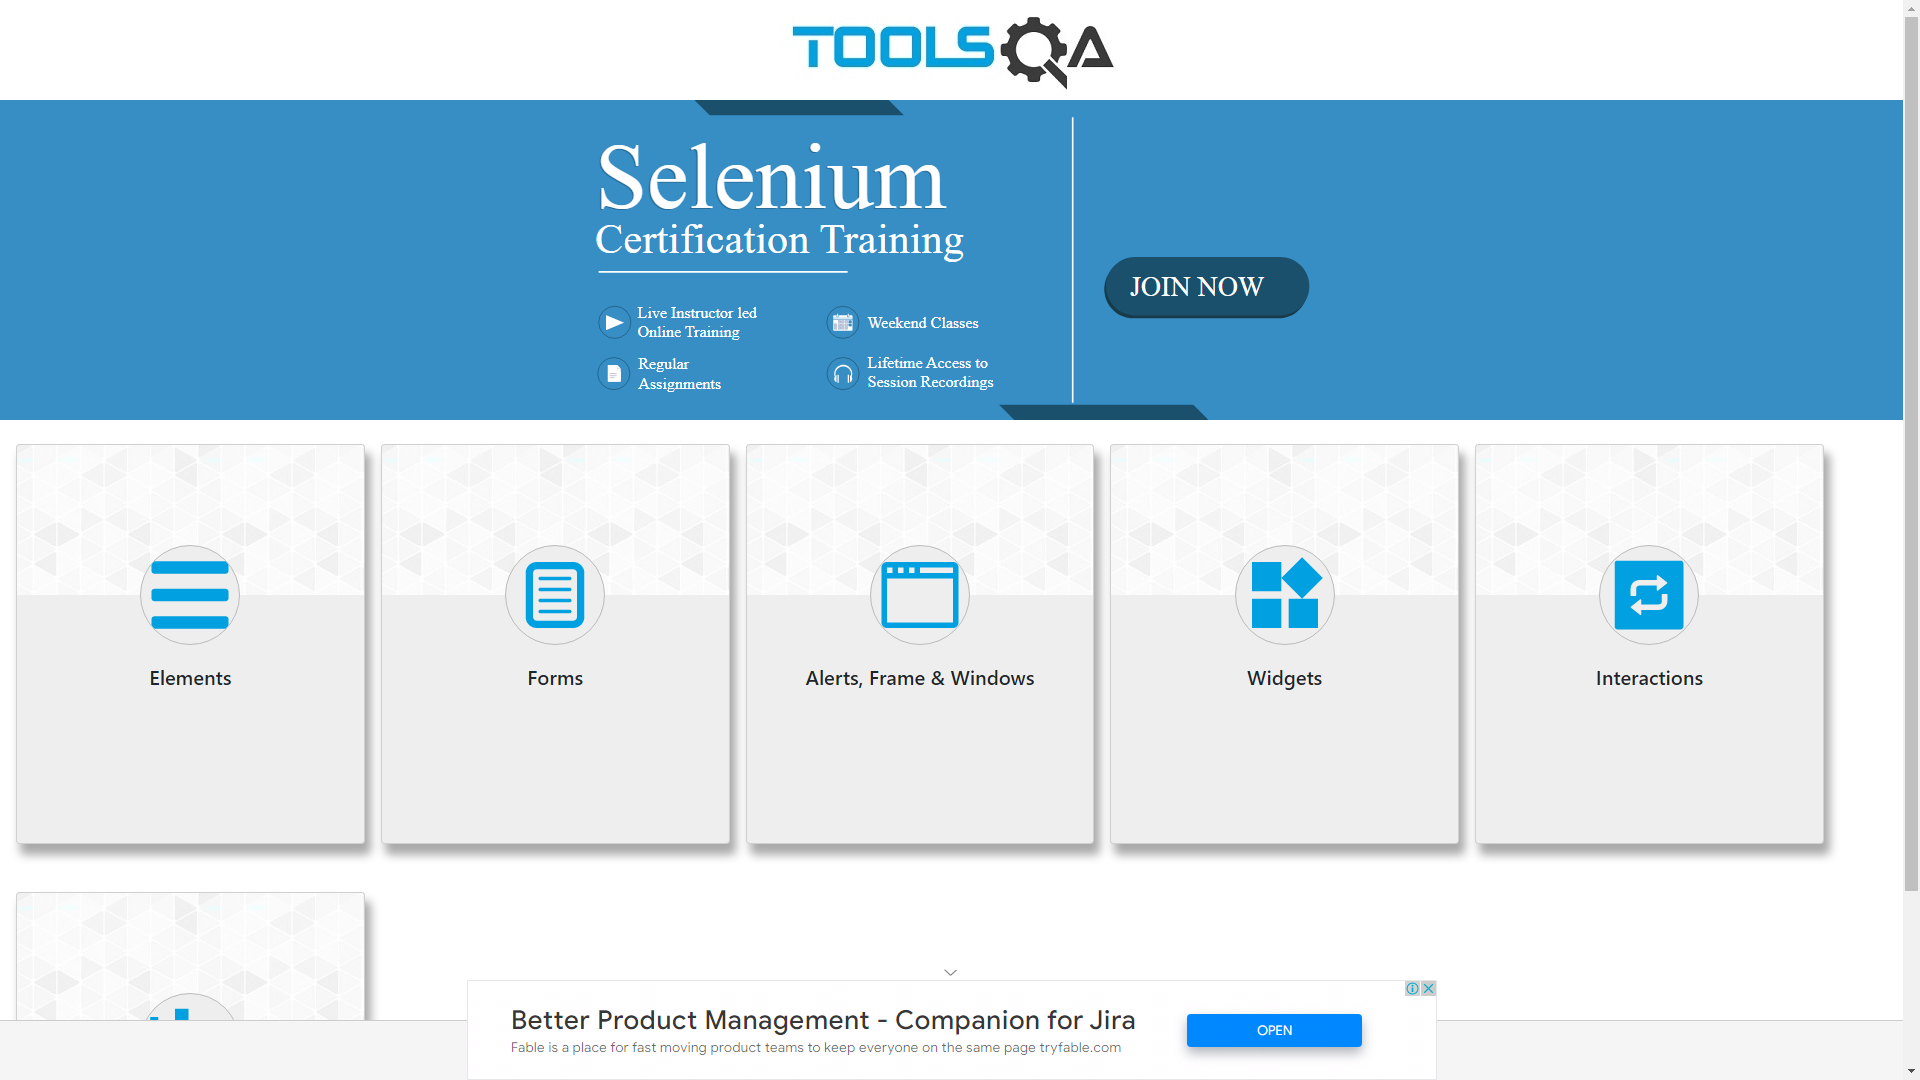 TOOLSQA
Selenium
Certification Training
JOIN NOW
Live Instructor led
Online Training
Weekend Classes
Regular
Assignments
Lifetime Access to
Session Recordings
Elements
Forms
Alerts, Frame & Windows
Widgets
Interactions
Better Product Management - Companion for Jira
Fable is a place for fast moving product teams to keep everyone on the same page tryfable.com
OPEN